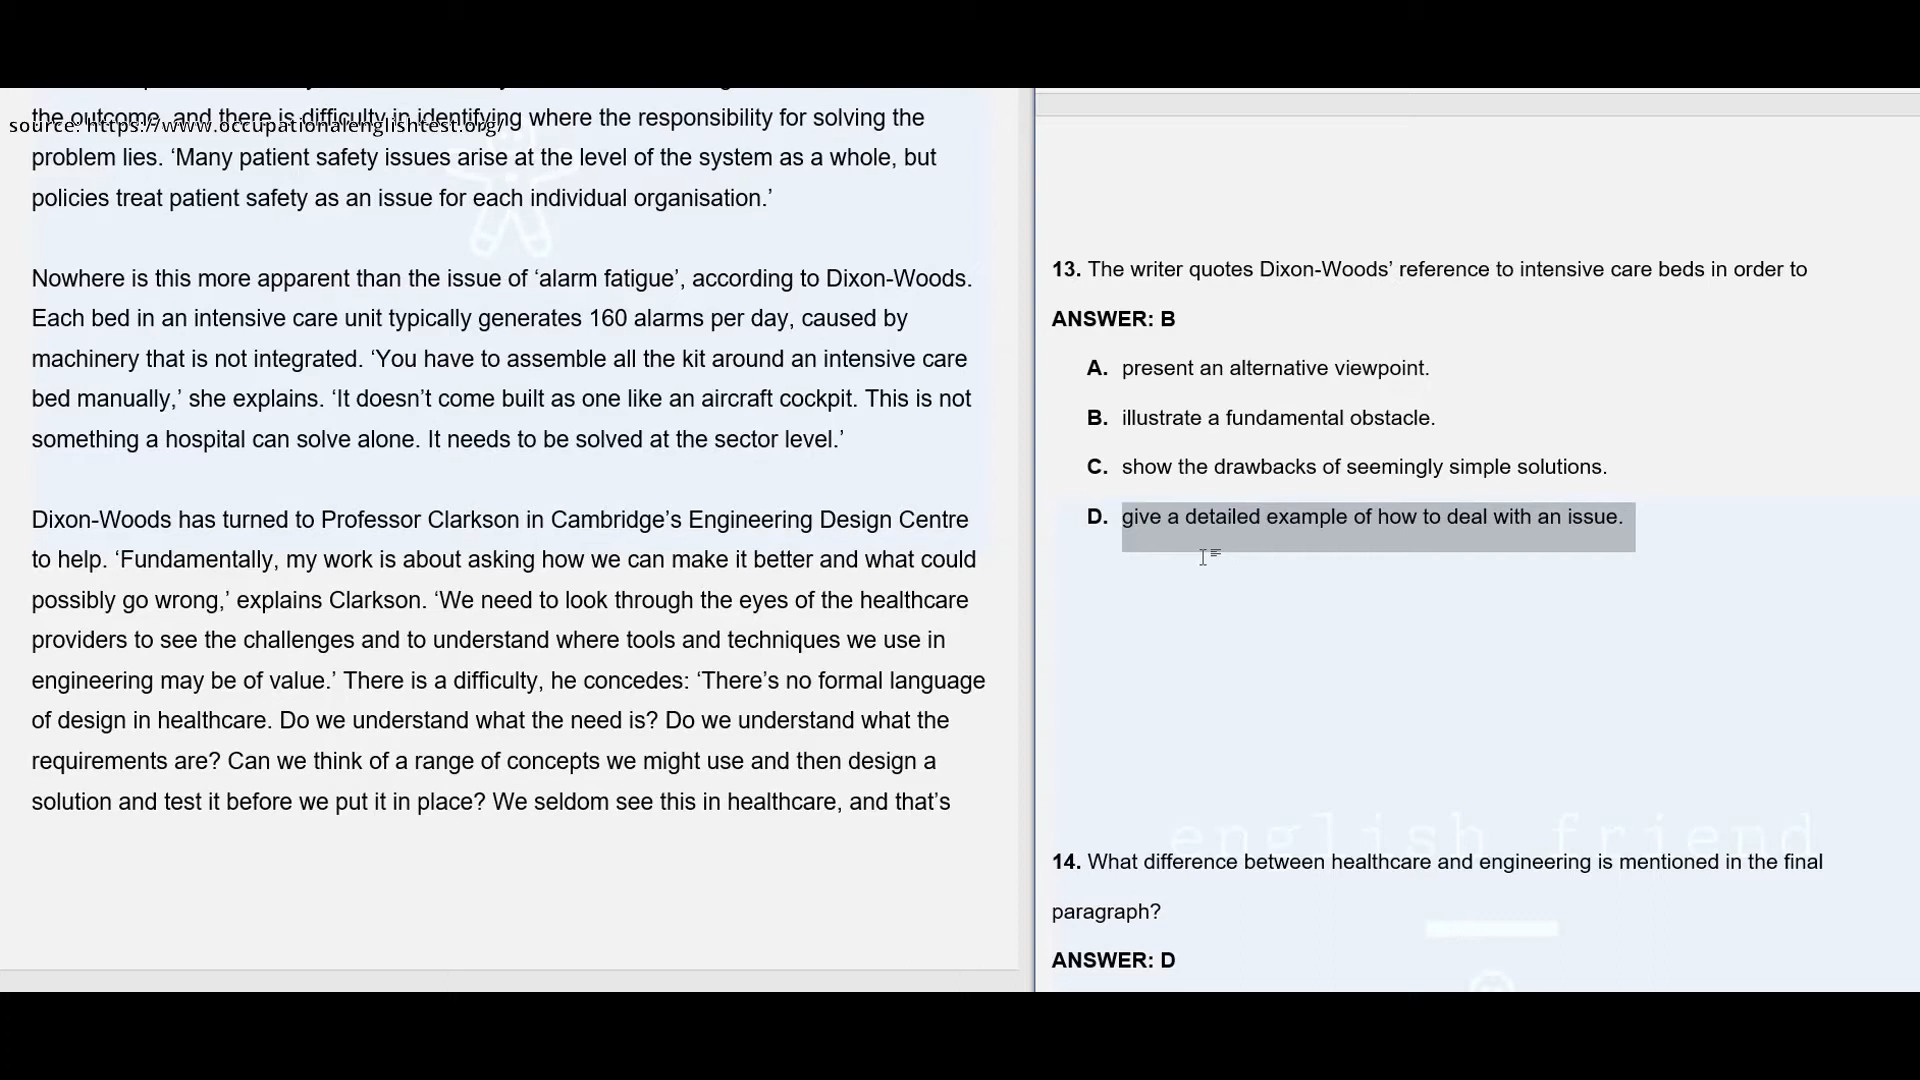 the outcome, and there is difficulty in identifying where the responsibility for solving the
source: https://www.occupationalenglishtest.org/
problem lies. ‘Many patient safety issues arise at the level of the system as a whole, but
policies treat patient safety as an issue for each individual organisation.’
Nowhere is this more apparent than the issue of ‘alarm fatigue’, according to Dixon-Woods.
Each bed in an intensive care unit typically generates 160 alarms per day, caused by
machinery that is not integrated. ‘You have to assemble all the kit around an intensive care
bed manually,’ she explains. ‘It doesn’t come built as one like an aircraft cockpit. This is not
something a hospital can solve alone. It needs to be solved at the sector level.’
Dixon-Woods has turned to Professor Clarkson in Cambridge’s Engineering Design Centre
to help. ‘Fundamentally, my work is about asking how we can make it better and what could
possibly go wrong,’ explains Clarkson. ‘We need to look through the eyes of the healthcare
providers to see the challenges and to understand where tools and techniques we use in
engineering may be of value.’ There is a difficulty, he concedes: ‘There’s no formal language
of design in healthcare. Do we understand what the need is? Do we understand what the
requirements are? Can we think of a range of concepts we might use and then design a
solution and test it before we put it in place? We seldom see this in healthcare, and that’s
13. The writer quotes Dixon-Woods’ reference to intensive care beds in order to
ANSWER: B
A. present an alternative viewpoint.
B. illustrate a fundamental obstacle.
C. show the drawbacks of seemingly simple solutions.
D. give a detailed example of how to deal with an issue.
english friend
14. What difference between healthcare and engineering is mentioned in the final
paragraph?
ANSWER: D